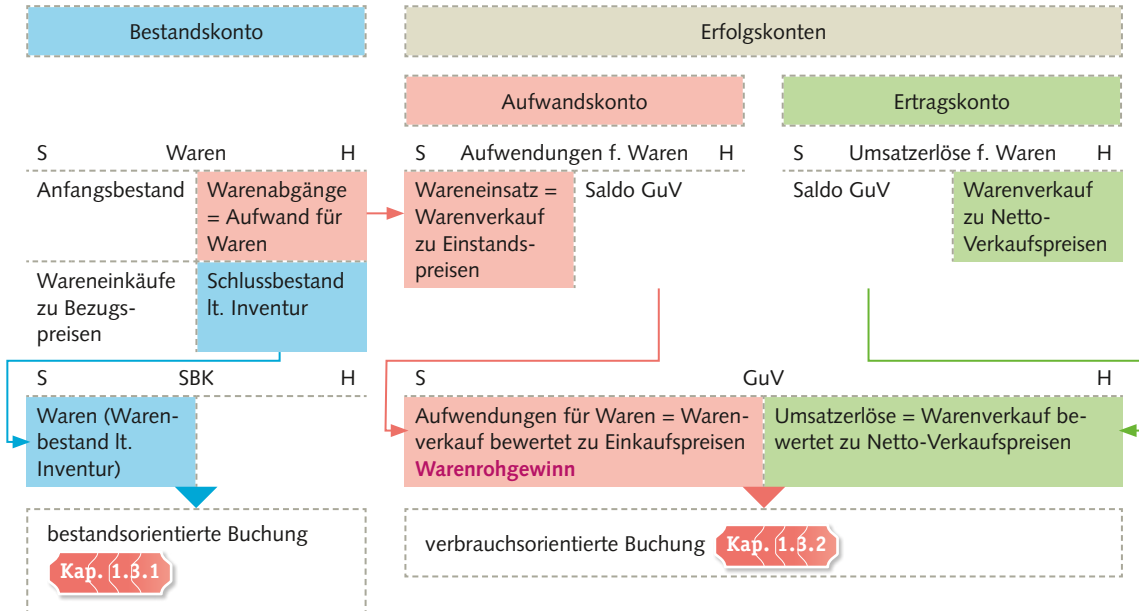 Bestandskonto
Erfolgskonten
Aufwandskonto
Ertragskonto
S Waren H
Anfangsbestand
Warenabgänge
= Aufwand für
Waren
Wareneinkäufe
zu Bezugs-
preisen
Schlussbestand
lt. Inventur
S Aufwendungen f. Waren H
Wareneinsatz =
Warenverkauf
zu Einstands-
preisen
Saldo GuV
S Umsatzerlöse f. Waren H
Saldo GuV
Warenverkauf
zu Netto-
Verkaufspreisen
S SBK H
Waren (Waren-
bestand lt.
Inventur)
S GuV H
Aufwendungen für Waren = Waren-
verkauf bewertet zu Einkaufspreisen
Warenrohgewinn
Umsatzerlöse = Warenverkauf be-
wertet zu Netto-Verkaufspreisen
bestandsorientierte Buchung
Kap. 1.3.1
verbrauchsorientierte Buchung Kap. 1.3.2